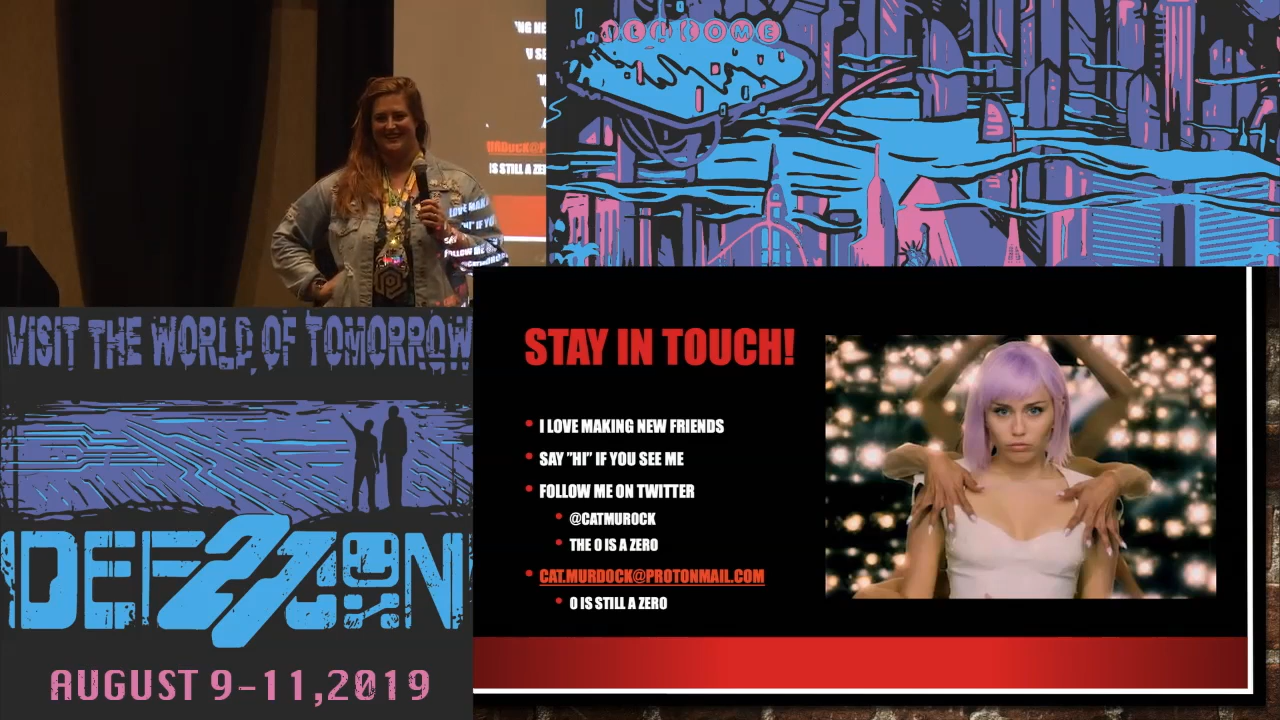 WELCOME
VISIT THE WORLD OF TOMORROW
DEF27CON
AUGUST 9-11,2019
STAY IN TOUCH!
• I LOVE MAKING NEW FRIENDS
• SAY "HI" IF YOU SEE ME
• FOLLOW ME ON TWITTER
• @CATMUR0CK
• THE 0 IS A ZERO
• CAT.MURD0CK@PROTONMAIL.COM
• 0 IS STILL A ZERO